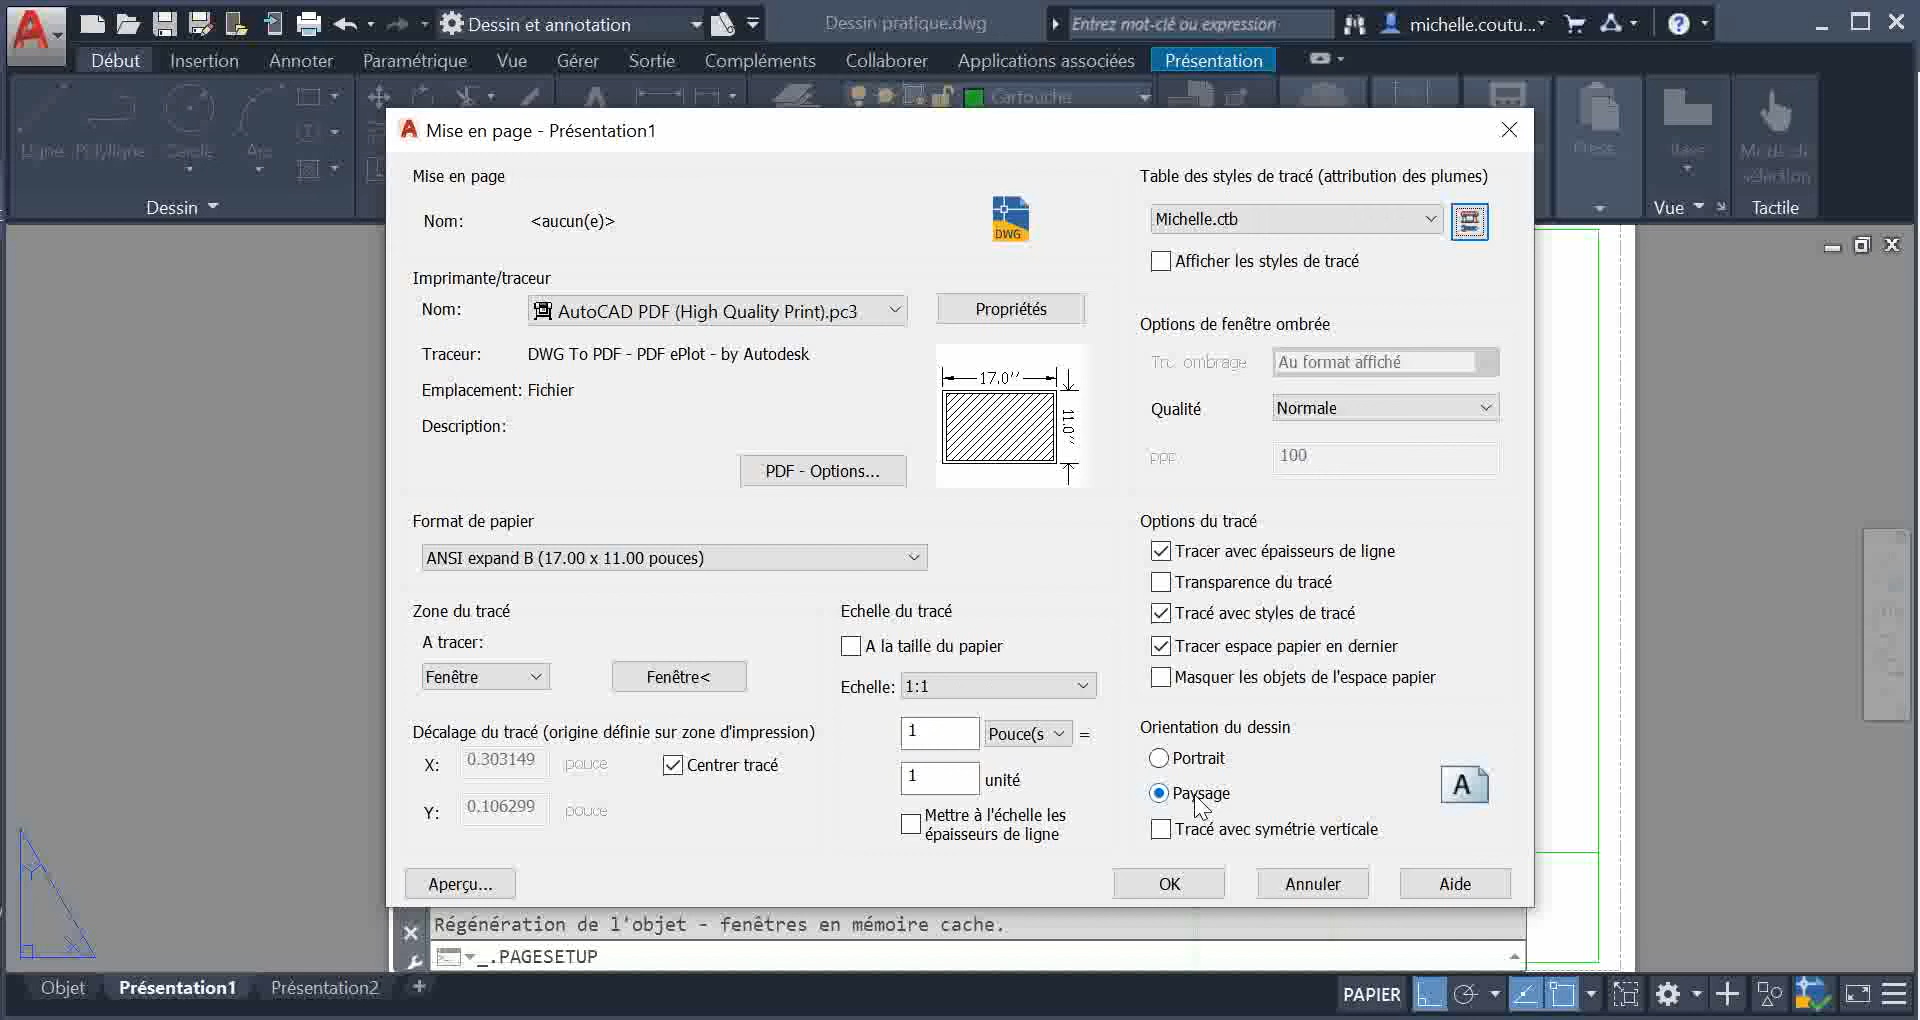 Dessin et annotation
Dessin pratique.dwg
Entrez mot-clé ou expression
michelle.coutu...
Début Insertion Annoter Paramétrique Vue Gérer Sortie Compléments Collaborer Applications associées Présentation
Cartouche
Ligne Polyligne Cercle Arc
Base
Mode de
sélection
Dessin
Vue
Tactile
Mise en page - Présentation1
Mise en page
Nom: <aucun(e)>
DWG
Imprimante/traceur
Nom: AutoCAD PDF (High Quality Print).pc3
Propriétés
Traceur: DWG To PDF - PDF ePlot - by Autodesk
Emplacement: Fichier
Description:
PDF - Options...
17.0''
11.0''
Format de papier
ANSI expand B (17.00 x 11.00 pouces)
Zone du tracé
A tracer:
Fenêtre
Fenêtre<
Décalage du tracé (origine définie sur zone d'impression)
X: 0.303149 pouce
Centrer tracé
Y: 0.106299 pouce
Echelle du tracé
A la taille du papier
Echelle: 1:1
1 Pouce(s =
1 unité
Mettre à l'échelle les
épaisseurs de ligne
Table des styles de tracé (attribution des plumes)
Michelle.ctb
Afficher les styles de tracé
Options de fenêtre ombrée
Trc. ombrage Au format affiché
Qualité Normale
PPP 100
Options du tracé
Tracer avec épaisseurs de ligne
Transparence du tracé
Tracé avec styles de tracé
Tracer espace papier en dernier
Masquer les objets de l'espace papier
Orientation du dessin
Portrait
Paysage
A
Tracé avec symétrie verticale
Aperçu...
OK
Annuler
Aide
Régénération de l'objet - fenêtres en mémoire cache.
_.PAGESETUP
Y
X
Objet Présentation1 Présentation2 +
PAPIER